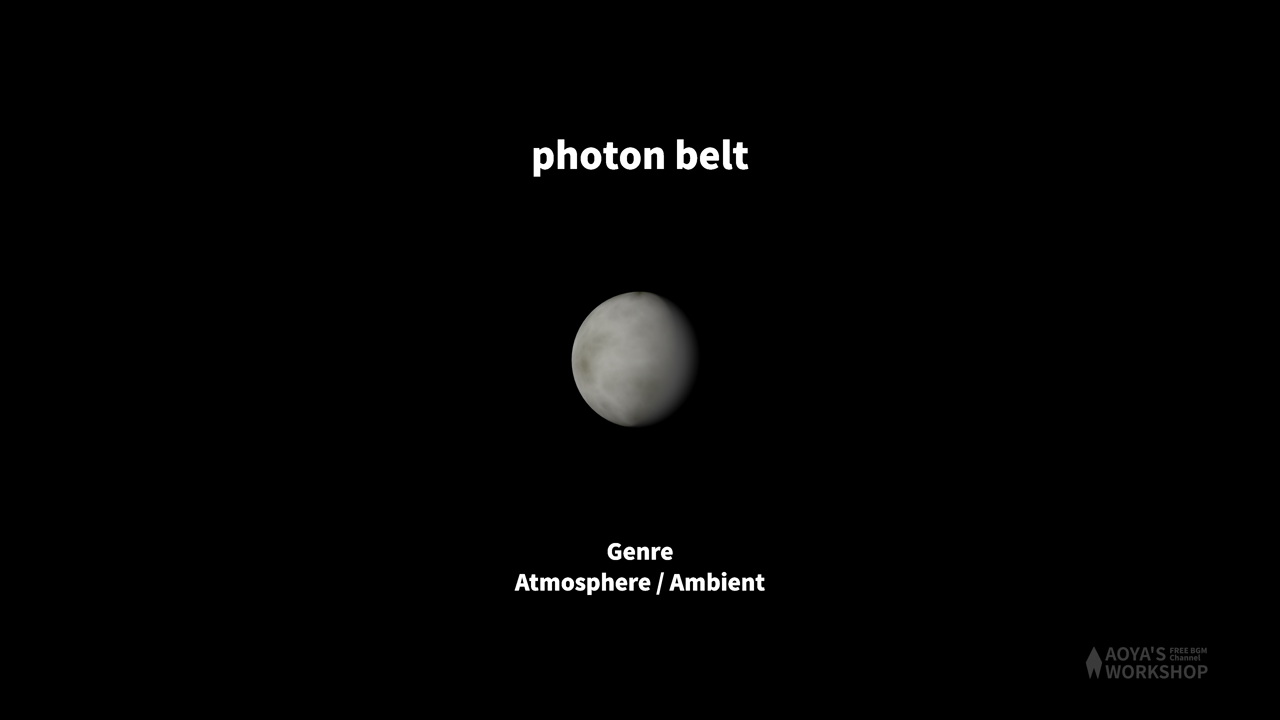 photon belt
Genre
Atmosphere / Ambient
AOYA'S FREE BGM Channel
WORKSHOP